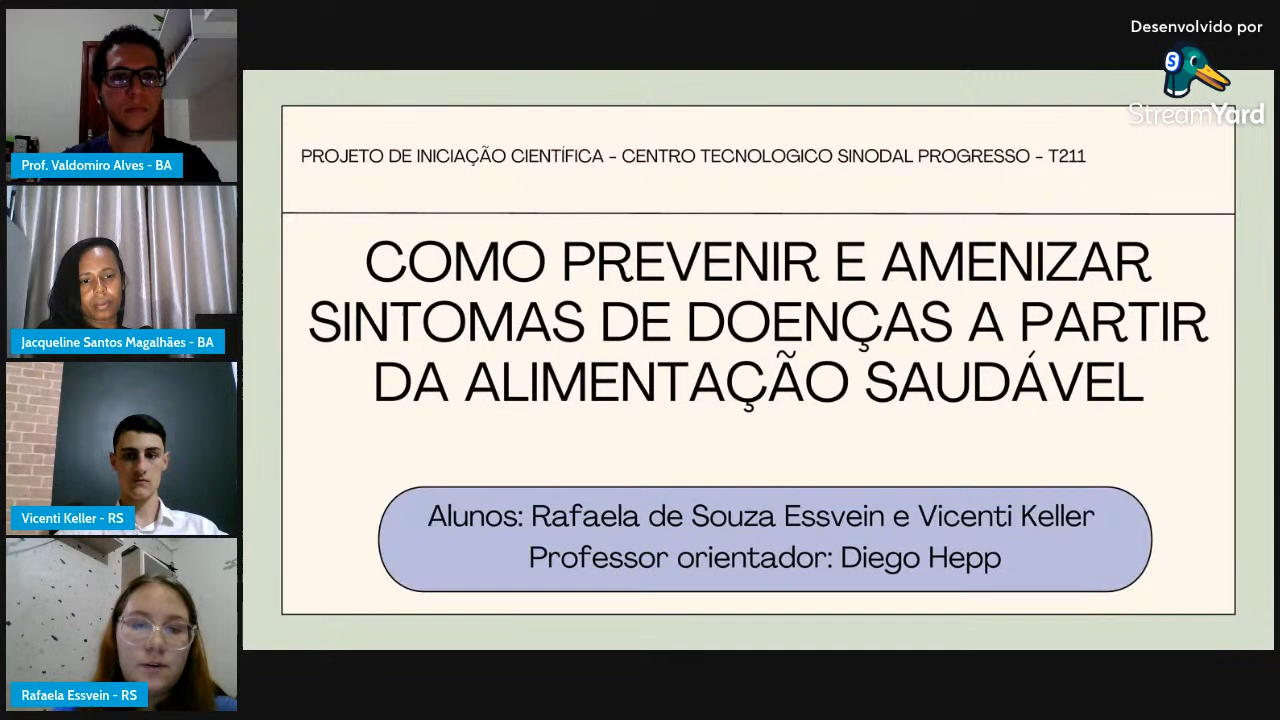 Desenvolvido por
StreamYard
Prof. Valdomiro Alves - BA
Jacqueline Santos Magalhães - BA
Vicenti Keller - RS
Rafaela Essvein - RS
PROJETO DE INICIAÇÃO CIENTÍFICA - CENTRO TECNOLOGICO SINODAL PROGRESSO - T211
COMO PREVENIR E AMENIZAR
SINTOMAS DE DOENÇAS A PARTIR
DA ALIMENTAÇÃO SAUDÁVEL
Alunos: Rafaela de Souza Essvein e Vicenti Keller
Professor orientador: Diego Hepp